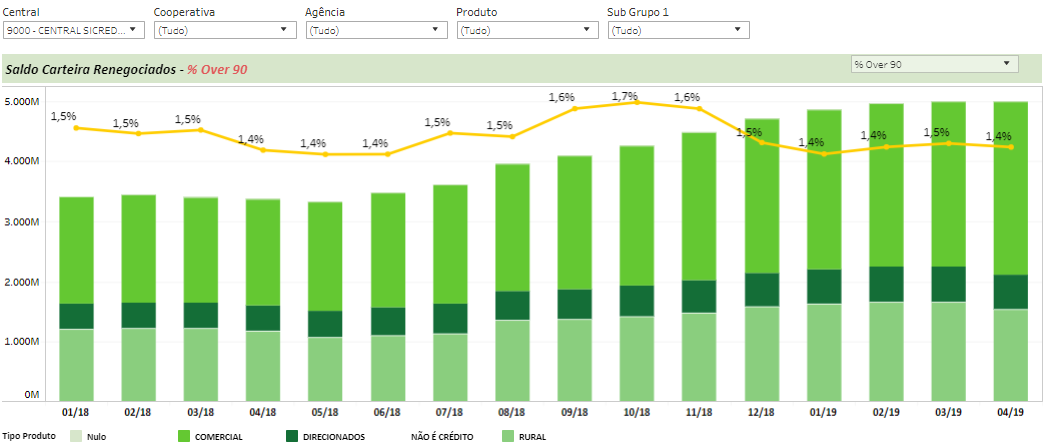 Central Cooperativa Agência Produto Sub Grupo 1
9000 - CENTRAL SICRED... (Tudo) (Tudo) (Tudo) (Tudo)
Saldo Carteira Renegociados - % Over 90 % Over 90
5.000M
4.000M
3.000M
2.000M
1.000M
0M
1,5% 1,5% 1,5% 1,4% 1,4% 1,4% 1,5% 1,5% 1,6% 1,7% 1,6% 1,5% 1,4% 1,4% 1,5% 1,4%
01/18 02/18 03/18 04/18 05/18 06/18 07/18 08/18 09/18 10/18 11/18 12/18 01/19 02/19 03/19 04/19
Tipo Produto Nulo COMERCIAL DIRECIONADOS NÃO É CRÉDITO RURAL